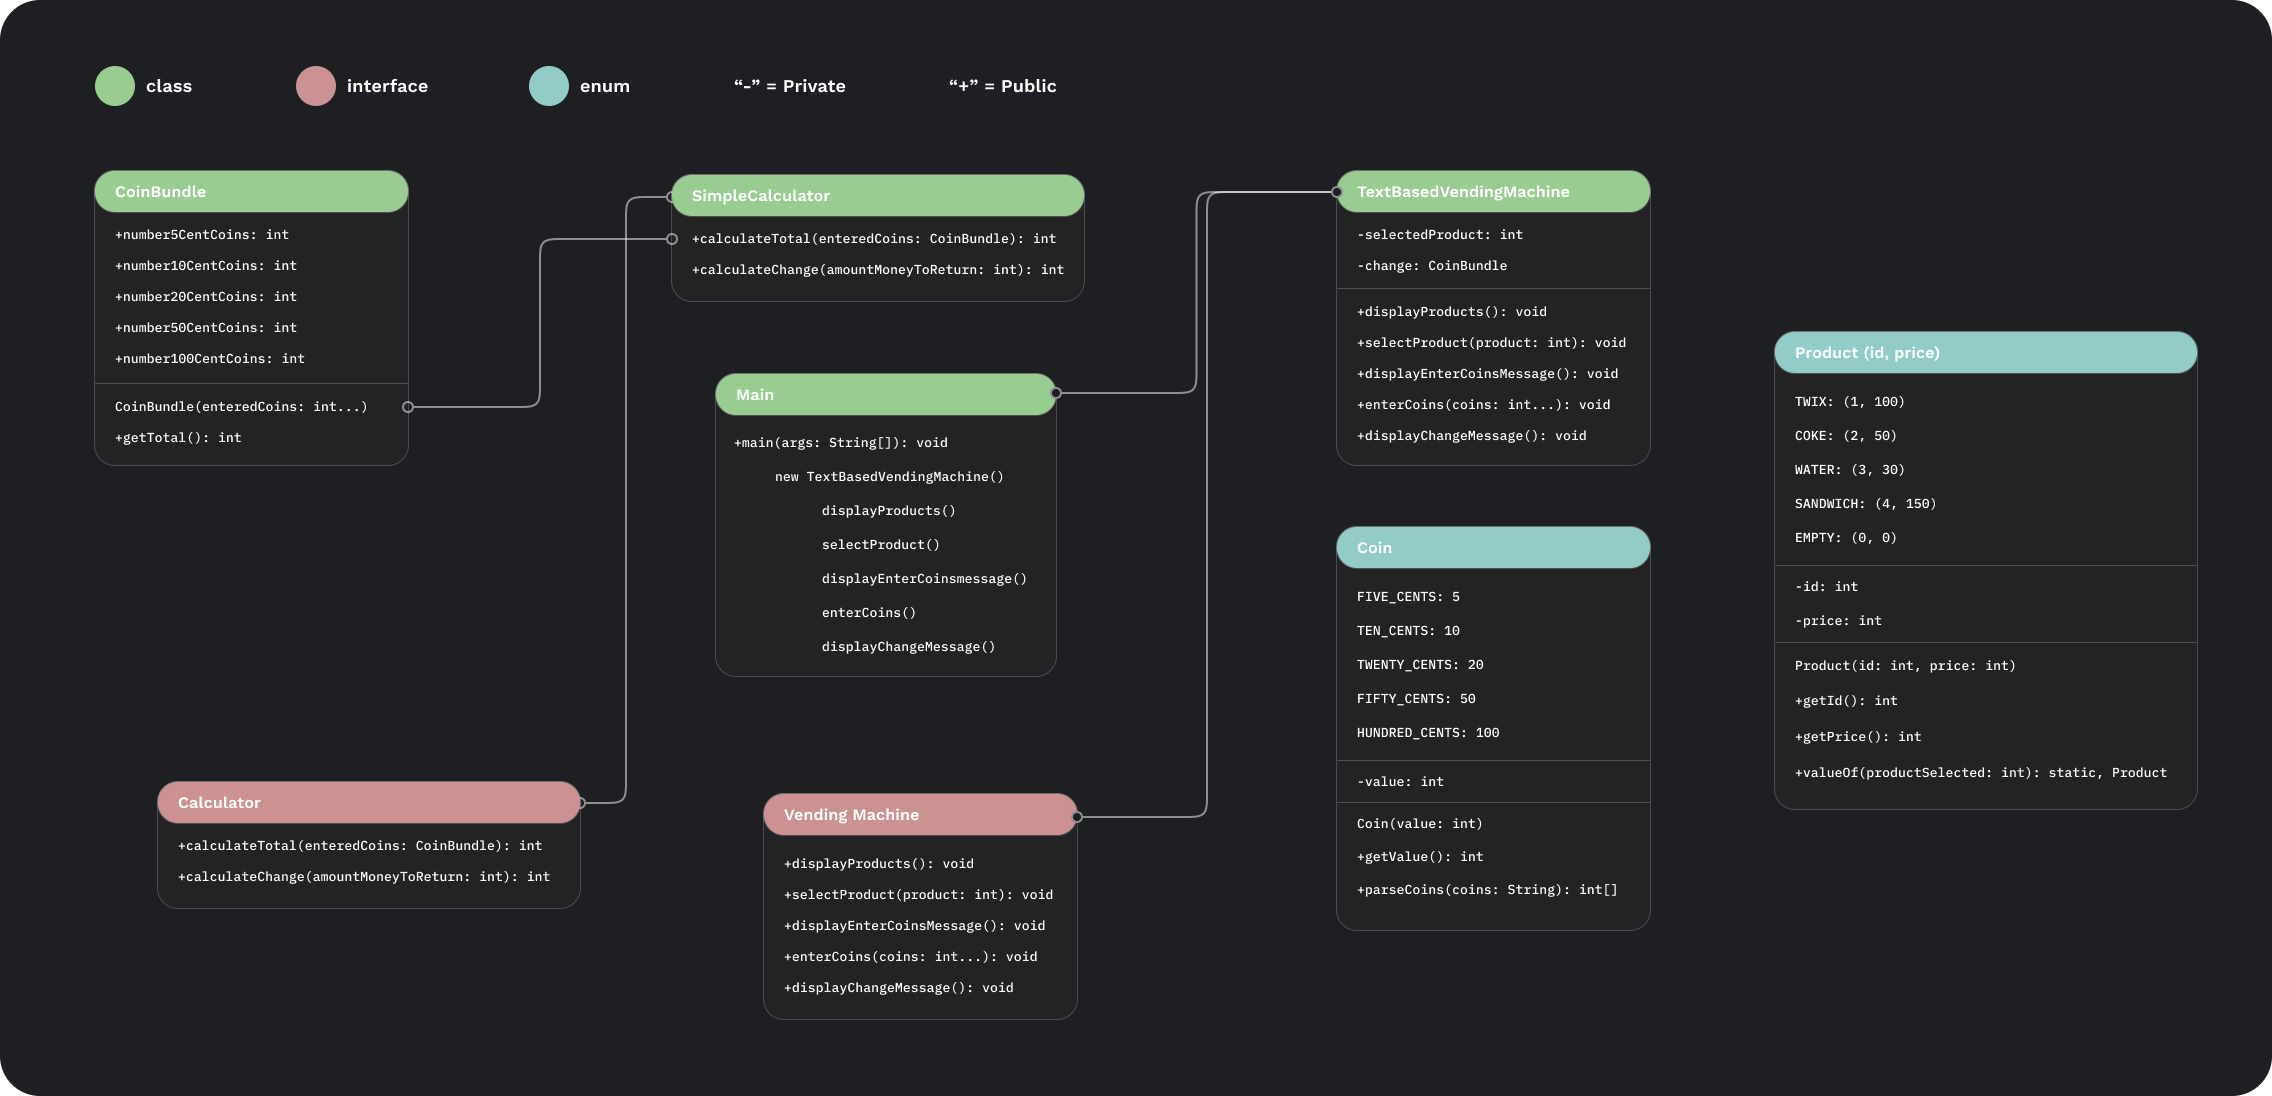 class
interface
enum
“-” = Private
“+” = Public
CoinBundle
+number5CentCoins: int
+number10CentCoins: int
+number20CentCoins: int
+number50CentCoins: int
+number100CentCoins: int
CoinBundle(enteredCoins: int...)
+getTotal(): int
SimpleCalculator
+calculateTotal(enteredCoins: CoinBundle): int
+calculateChange(amountMoneyToReturn: int): int
Main
+main(args: String[]): void
new TextBasedVendingMachine()
displayProducts()
selectProduct()
displayEnterCoinsmessage()
enterCoins()
displayChangeMessage()
Calculator
+calculateTotal(enteredCoins: CoinBundle): int
+calculateChange(amountMoneyToReturn: int): int
Vending Machine
+displayProducts(): void
+selectProduct(product: int): void
+displayEnterCoinsMessage(): void
+enterCoins(coins: int...): void
+displayChangeMessage(): void
TextBasedVendingMachine
-selectedProduct: int
-change: CoinBundle
+displayProducts(): void
+selectProduct(product: int): void
+displayEnterCoinsMessage(): void
+enterCoins(coins: int...): void
+displayChangeMessage(): void
Coin
FIVE_CENTS: 5
TEN_CENTS: 10
TWENTY_CENTS: 20
FIFTY_CENTS: 50
HUNDRED_CENTS: 100
-value: int
Coin(value: int)
+getValue(): int
+parseCoins(coins: String): int[]
Product (id, price)
TWIX: (1, 100)
COKE: (2, 50)
WATER: (3, 30)
SANDWICH: (4, 150)
EMPTY: (0, 0)
-id: int
-price: int
Product(id: int, price: int)
+getId(): int
+getPrice(): int
+valueOf(productSelected: int): static, Product